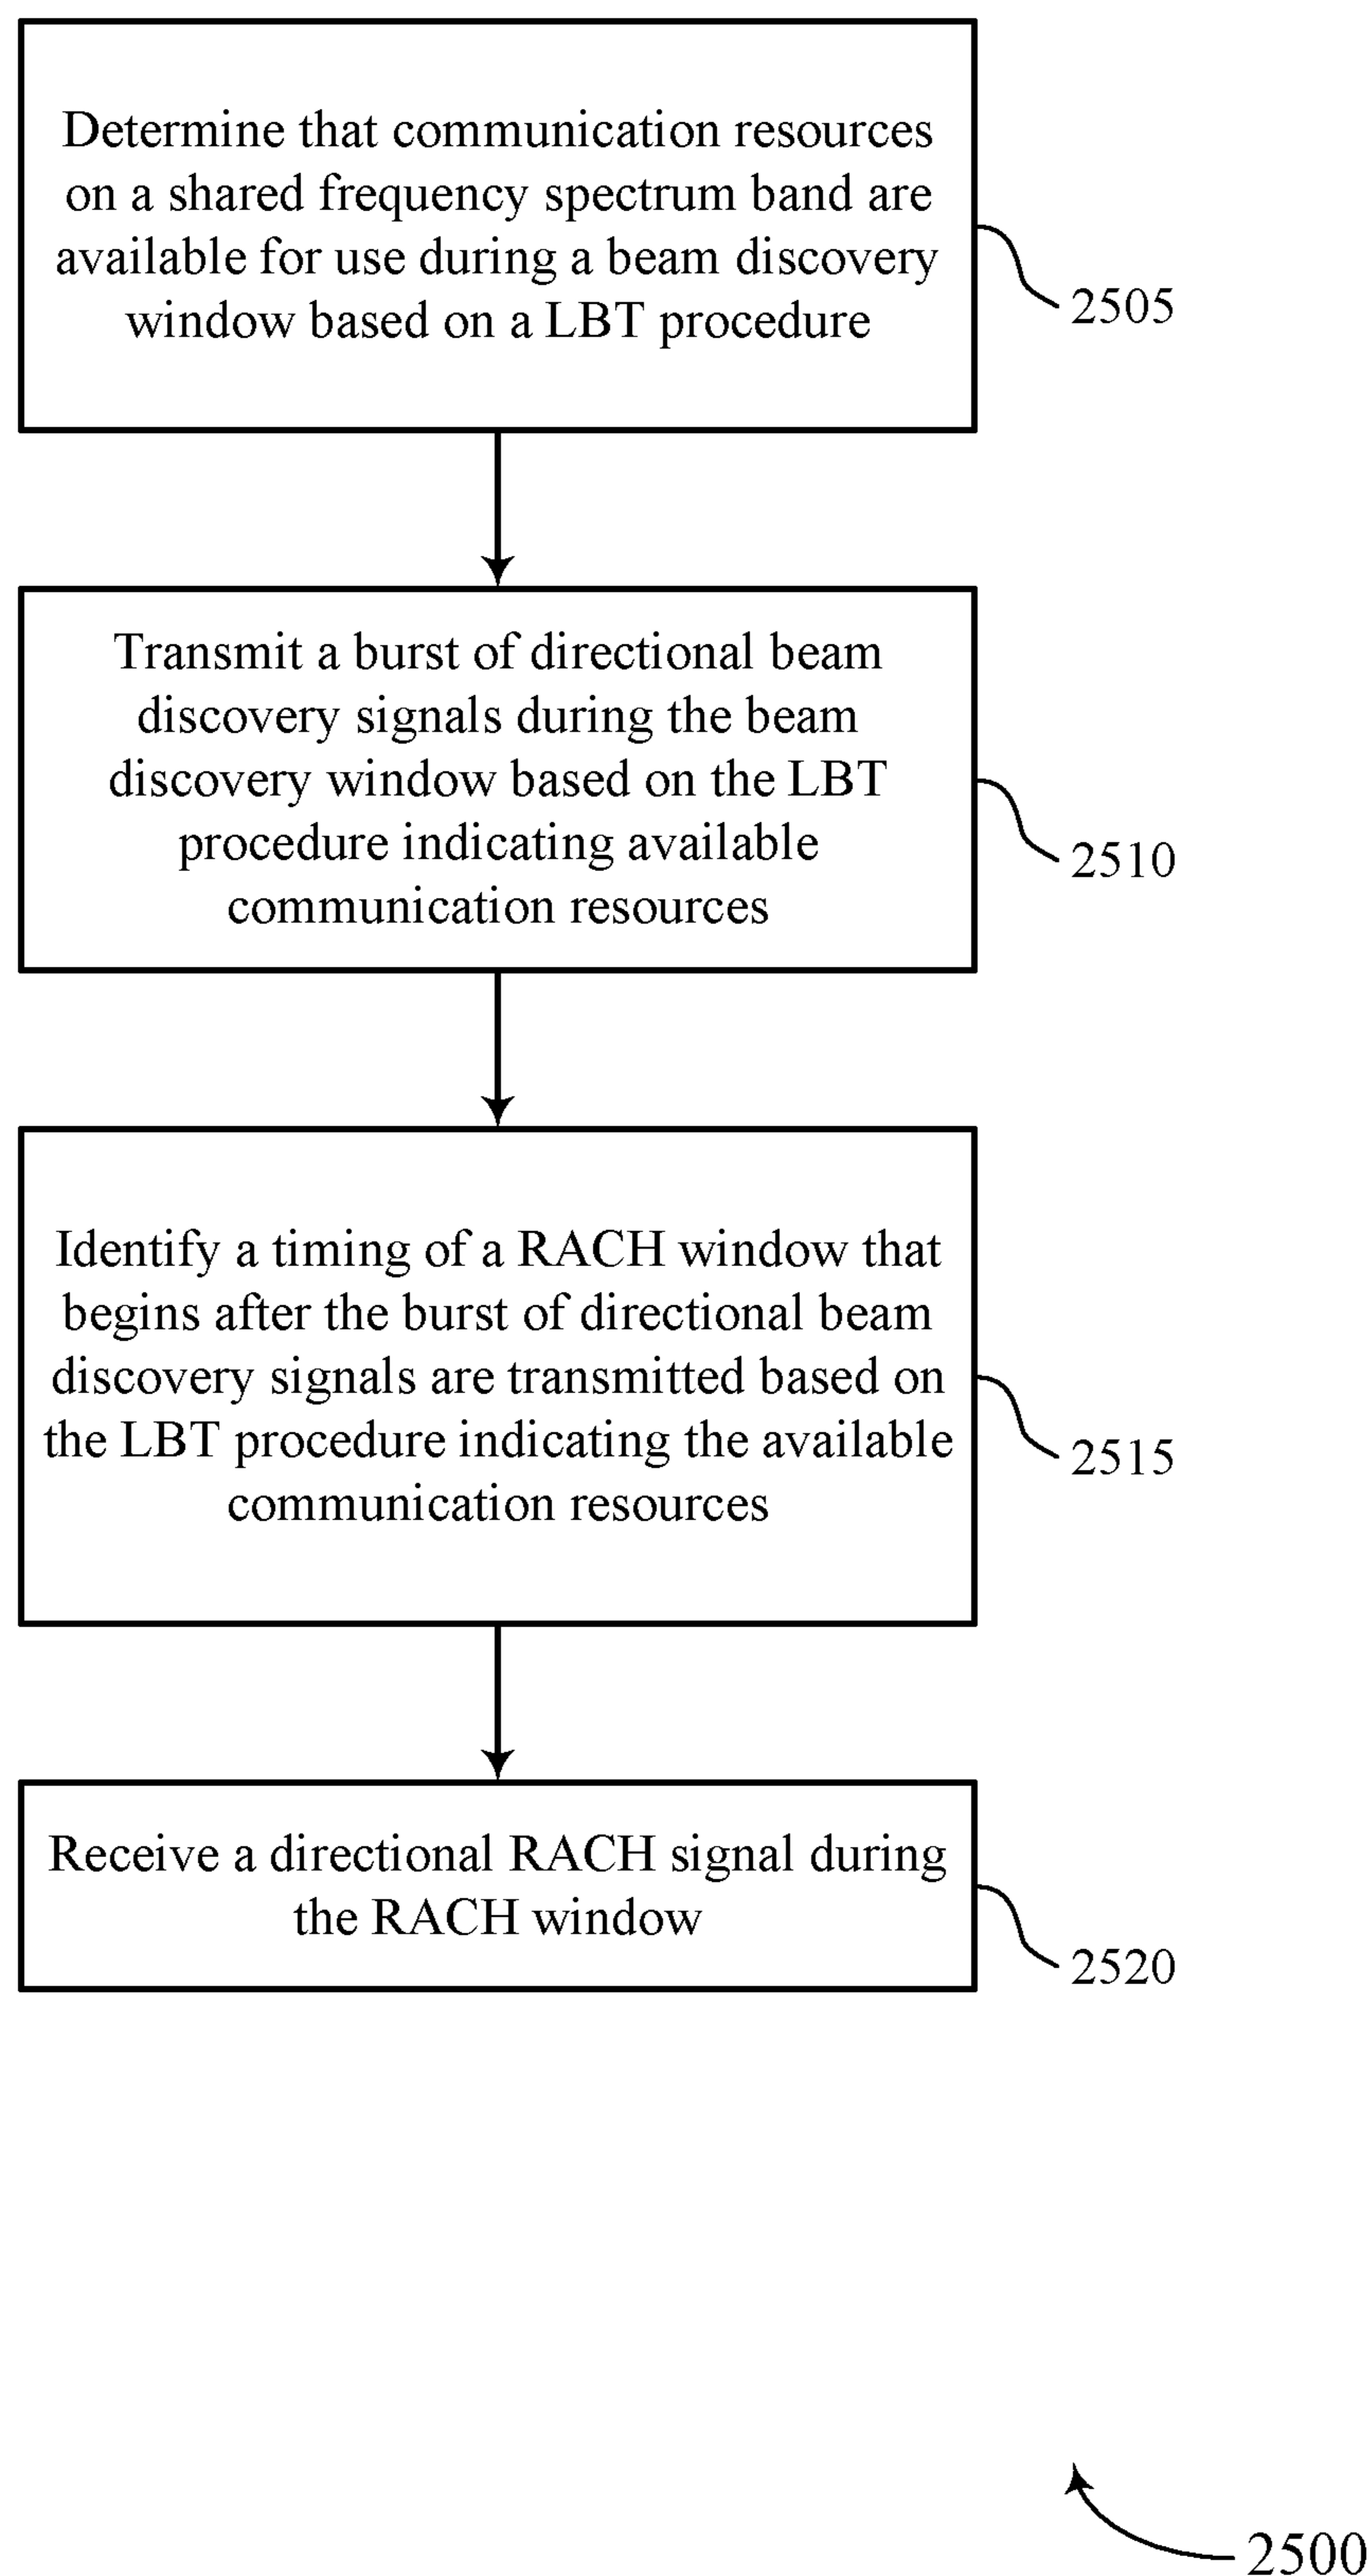 Determine that communication resources
on a shared frequency spectrum band are
available for use during a beam discovery
window based on a LBT procedure
2505
Transmit a burst of directional beam
discovery signals during the beam
discovery window based on the LBT
procedure indicating available
communication resources
2510
Identify a timing of a RACH window that
begins after the burst of directional beam
discovery signals are transmitted based on
the LBT procedure indicating the available
communication resources
2515
Receive a directional RACH signal during
the RACH window
2520
2500